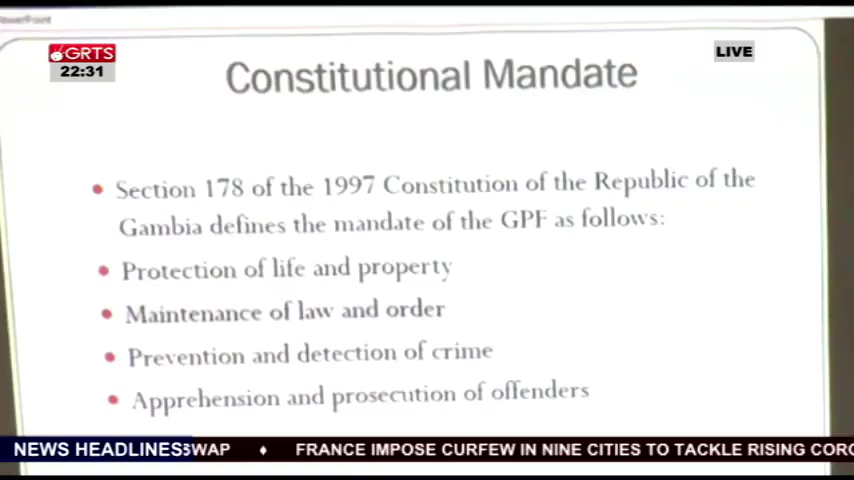 PowerPoint
GRTS
22:31
LIVE
Constitutional Mandate
• Section 178 of the 1997 Constitution of the Republic of the
Gambia defines the mandate of the GPF as follows:
• Protection of life and property
• Maintenance of law and order
• Prevention and detection of crime
• Apprehension and prosecution of offenders
NEWS HEADLINES WAP ♦ FRANCE IMPOSE CURFEW IN NINE CITIES TO TACKLE RISING CORO